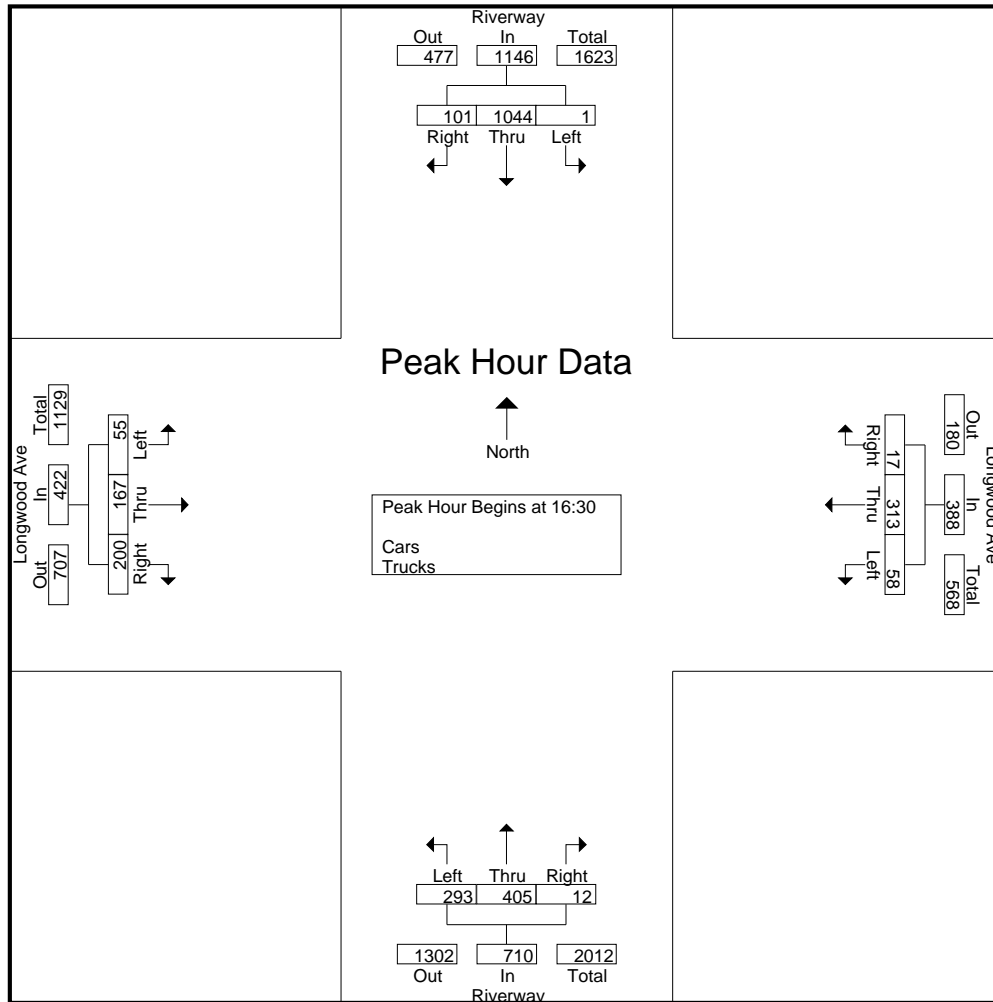 Riverway
Out In Total
477 1146 1623
101 1044 1
Right Thru Left
Peak Hour Data
North
Peak Hour Begins at 16:30
Cars
Trucks
Longwood Ave
Total In Out
1129 422 707
55 167 200
Left Thru Right
Right Thru Left
17 313 58
180 388 568
Out In Total
Longwood Ave
Left Thru Right
293 405 12
1302 710 2012
Out In Total
Riverway